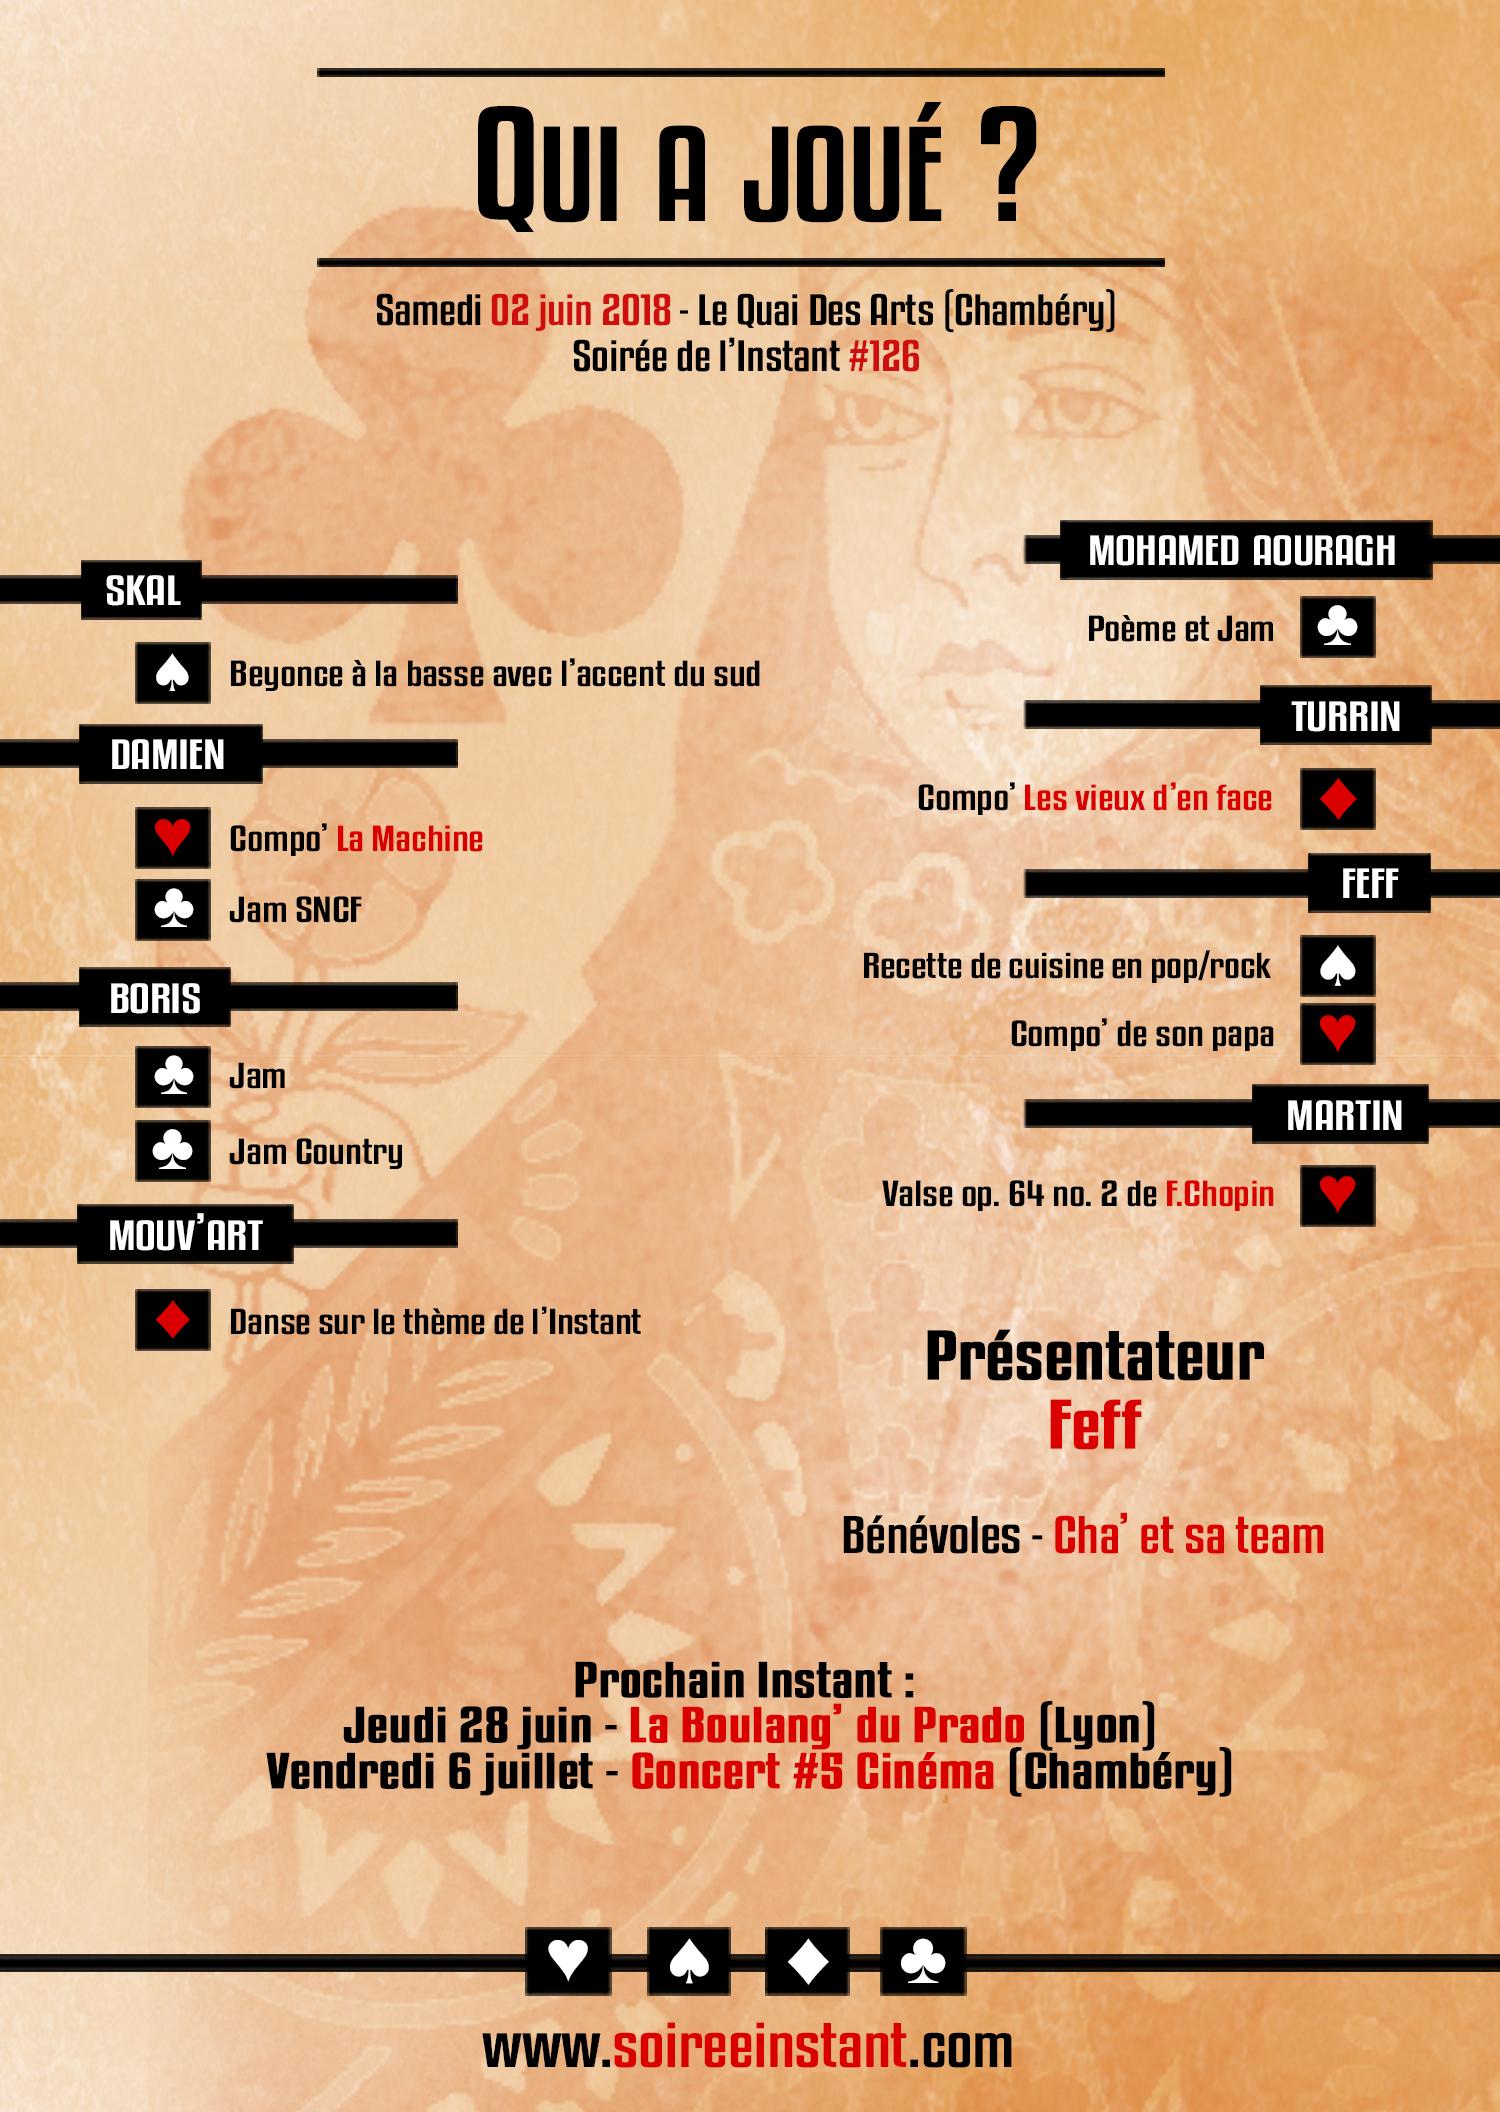 Qui a joué ?
Samedi 02 juin 2018 - Le Quai Des Arts (Chambéry)
Soirée de l'Instant #126
SKAL
Beyonce à la basse avec l'accent du sud
DAMIEN
Compo' La Machine
Jam SNCF
BORIS
Jam
Jam Country
MOUV'ART
Danse sur le thème de l'Instant
MOHAMED AOURAGH
Poème et Jam
TURRIN
Compo' Les vieux d'en face
FEFF
Recette de cuisine en pop/rock
Compo' de son papa
MARTIN
Valse op. 64 no. 2 de F.Chopin
Présentateur
Feff
Bénévoles - Cha' et sa team
Prochain Instant :
Jeudi 28 juin - La Boulang' du Prado (Lyon)
Vendredi 6 juillet - Concert #5 Cinéma (Chambéry)
www.soireeinstant.com